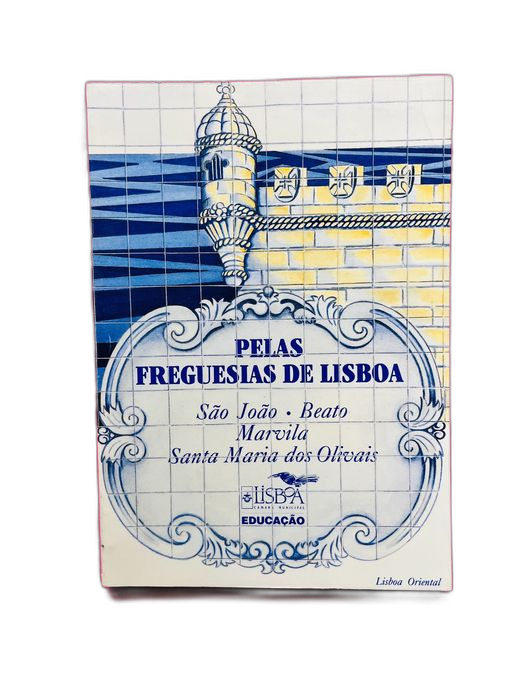 PELAS
FREGUESIAS DE LISBOA
São João • Beato
Marvila
Santa Maria dos Olivais
LISBOA
CÂMARA MUNICIPAL
EDUCAÇÃO
Lisboa Oriental